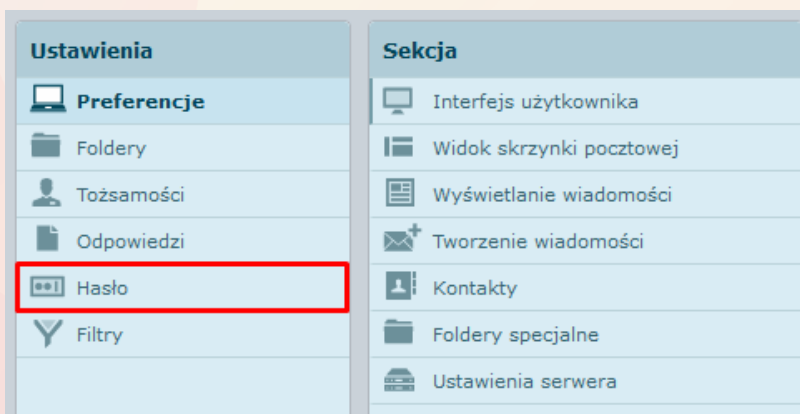 Ustawienia
Preferencje
Foldery
Tożsamości
Odpowiedzi
Hasło
Filtry
Sekcja
Interfejs użytkownika
Widok skrzynki pocztowej
Wyświetlanie wiadomości
Tworzenie wiadomości
Kontakty
Foldery specjalne
Ustawienia serwera